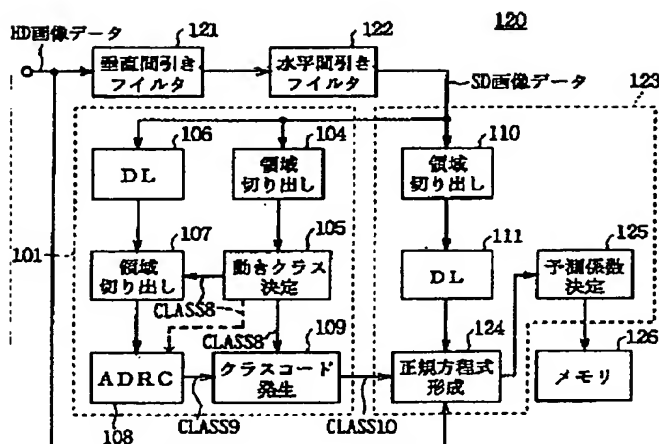 120
HD画像データ
121
122
垂直間引き
フイルタ
水平間引き
フイルタ
SD画像データ
123
106
104
110
DL
領域
切り出し
領域
切り出し
107
105
111
125
101
領域
切り出し
動きクラス
決定
DL
予測係数
決定
CLASS8
CLASS8
109
124
126
ADRC
クラスコード
発生
正規方程式
形成
メモリ
108
CLASS9
CLASS10